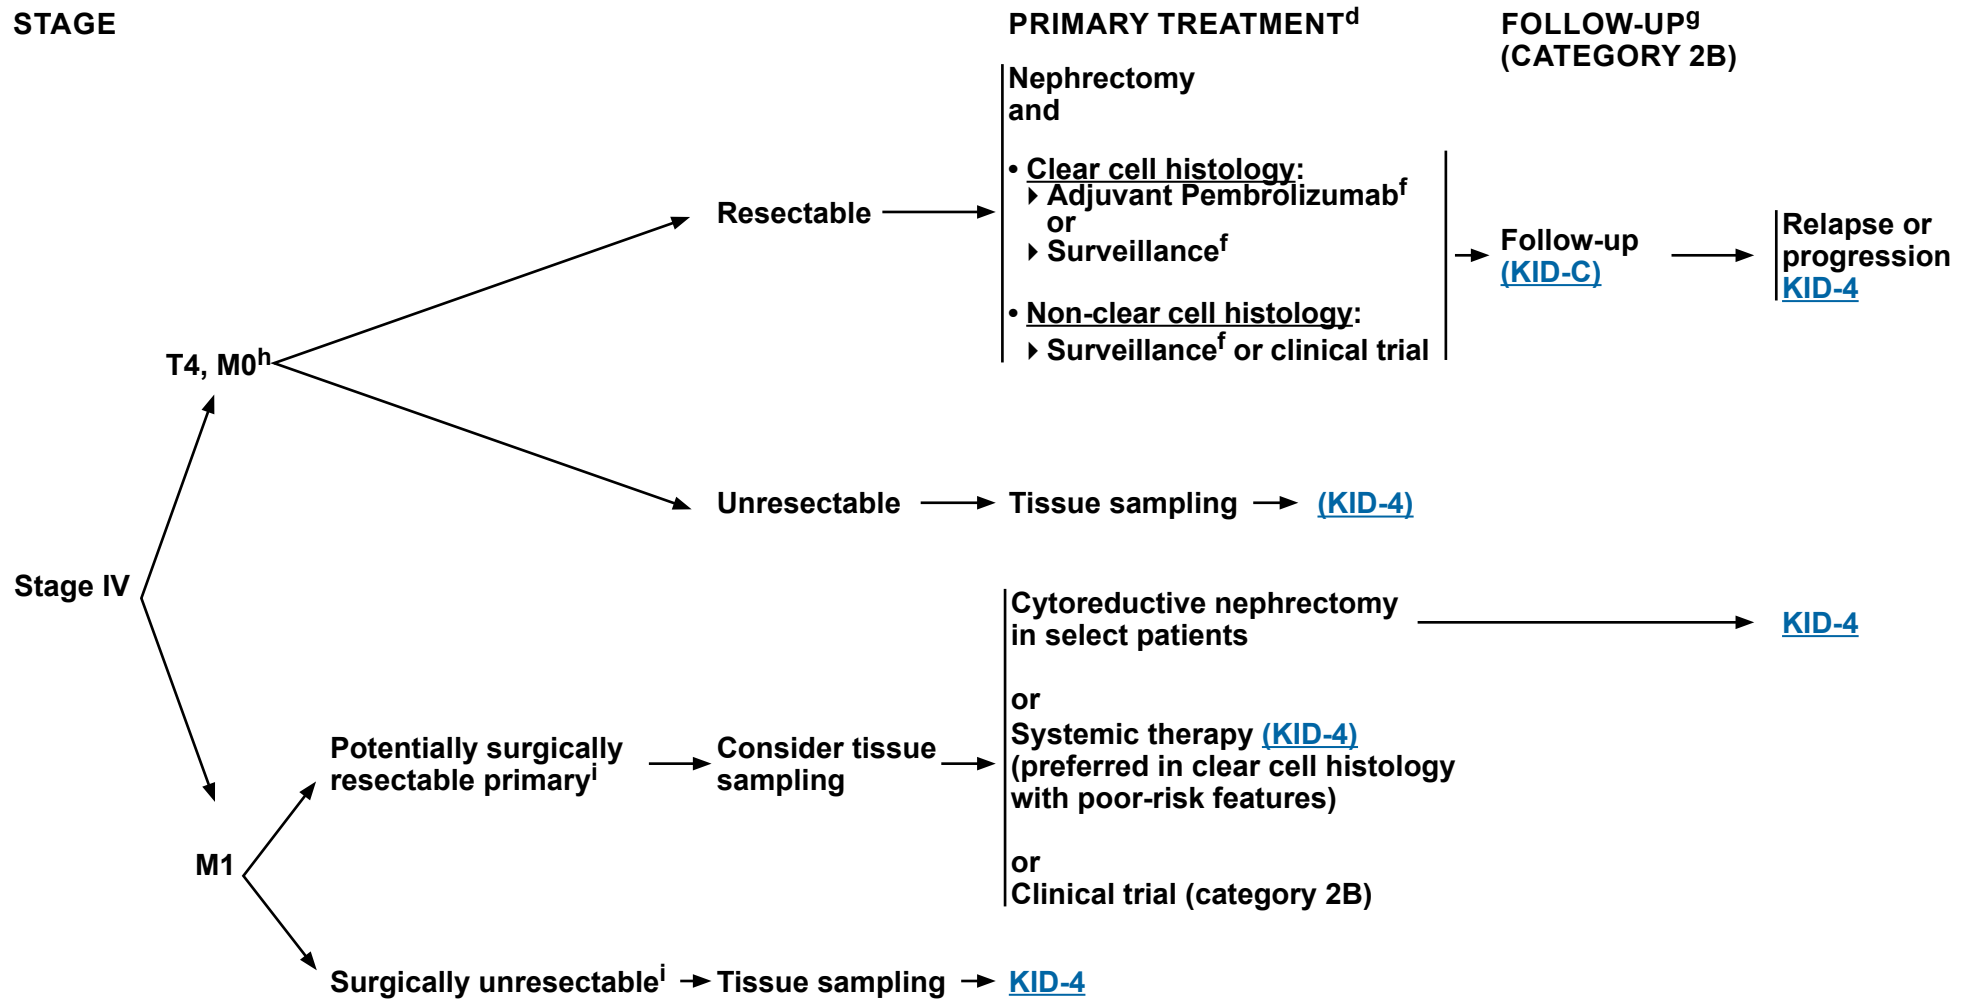 STAGE
PRIMARY TREATMENTd
FOLLOW-UPg
(CATEGORY 2B)
Nephrectomy
and
• Clear cell histology:
Adjuvant Pembrolizumabf
or
Surveillancef
• Non-clear cell histology:
Surveillancef or clinical trial
Resectable
Follow-up
(KID-C)
Relapse or
progression
KID-4
T4, M0h
Unresectable
Tissue sampling
(KID-4)
Stage IV
Cytoreductive nephrectomy
in select patients
KID-4
or
Systemic therapy (KID-4)
(preferred in clear cell histology
with poor-risk features)
or
Clinical trial (category 2B)
Potentially surgically
resectable primaryi
Consider tissue
sampling
M1
Surgically unresectablei
Tissue sampling
KID-4